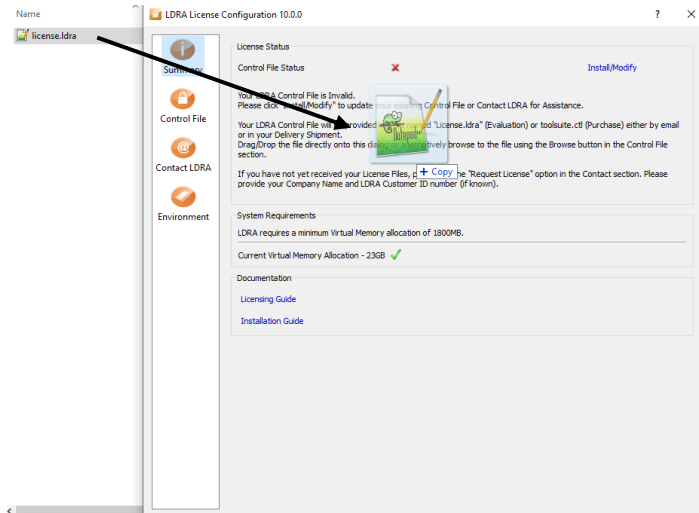 Name
license.ldra
LDRA License Configuration 10.0.0
?
Summary
Control File
Contact LDRA
Environment
License Status
Control File Status
Install/Modify
Your LDRA Control File is Invalid.
Please click "Install/Modify" to update your existing Control File or Contact LDRA for Assistance.
Your LDRA Control File will be provided "License.ldra" (Evaluation) or toolsuite.ctl (Purchase) either by email
or in your Delivery Shipment.
Drag/Drop the file directly onto this dialog or alternatively browse to the file using the Browse button in the Control File
section.
If you have not yet received your License Files, "Request License" option in the Contact section. Please
provide your Company Name and LDRA Customer ID number (if known).
Notepad++
+ Copy
System Requirements
LDRA requires a minimum Virtual Memory allocation of 1800MB.
Current Virtual Memory Allocation - 23GB
Documentation
Licensing Guide
Installation Guide